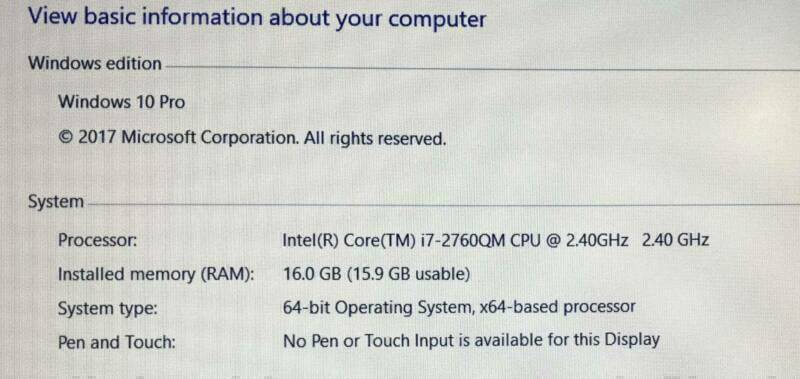 View basic information about your computer
Windows edition
Windows 10 Pro
© 2017 Microsoft Corporation. All rights reserved.
System
Processor: Intel(R) Core(TM) i7-2760QM CPU @ 2.40GHz 2.40 GHz
Installed memory (RAM): 16.0 GB (15.9 GB usable)
System type: 64-bit Operating System, x64-based processor
Pen and Touch: No Pen or Touch Input is available for this Display